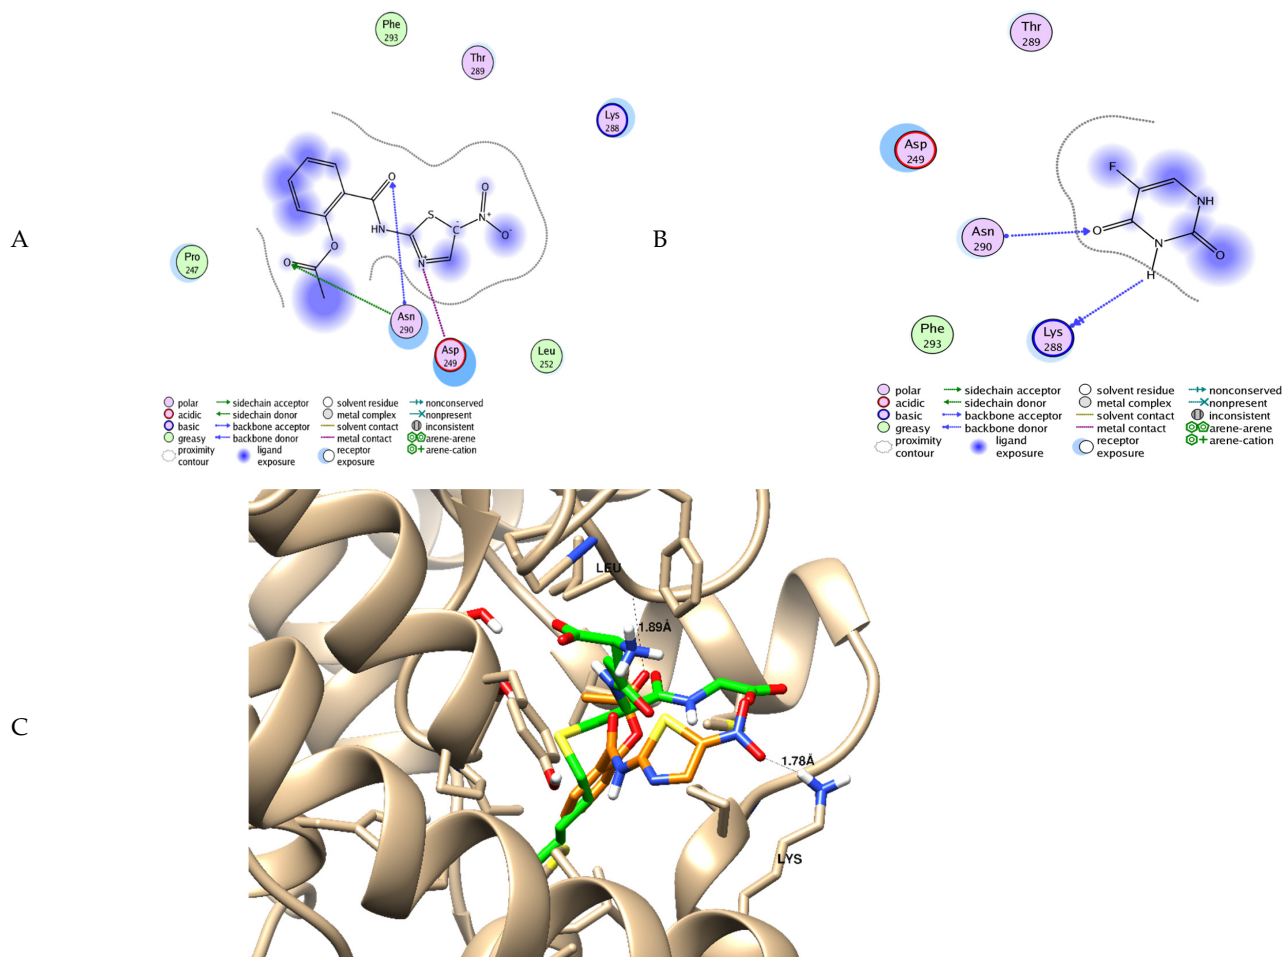 A
Phe
293
Thr
289
Lys
288
O
O
HN
S
C-
N+
O
O-
N+
O
O
Pro
247
Asn
290
Asp
249
Leu
252
polar
acidic
basic
greasy
proximity
contour
sidechain acceptor
sidechain donor
backbone acceptor
backbone donor
ligand
exposure
solvent residue
metal complex
solvent contact
metal contact
receptor
exposure
nonconserved
nonpresent
inconsistent
arene-arene
arene-cation
B
Thr
289
Asp
249
Asn
290
F
NH
O
N
O
H
Phe
293
Lys
288
polar
acidic
basic
greasy
proximity
contour
sidechain acceptor
sidechain donor
backbone acceptor
backbone donor
ligand
exposure
solvent residue
metal complex
solvent contact
metal contact
receptor
exposure
nonconserved
nonpresent
inconsistent
arene-arene
arene-cation
C
LEU
1.89Å
1.78Å
LYS